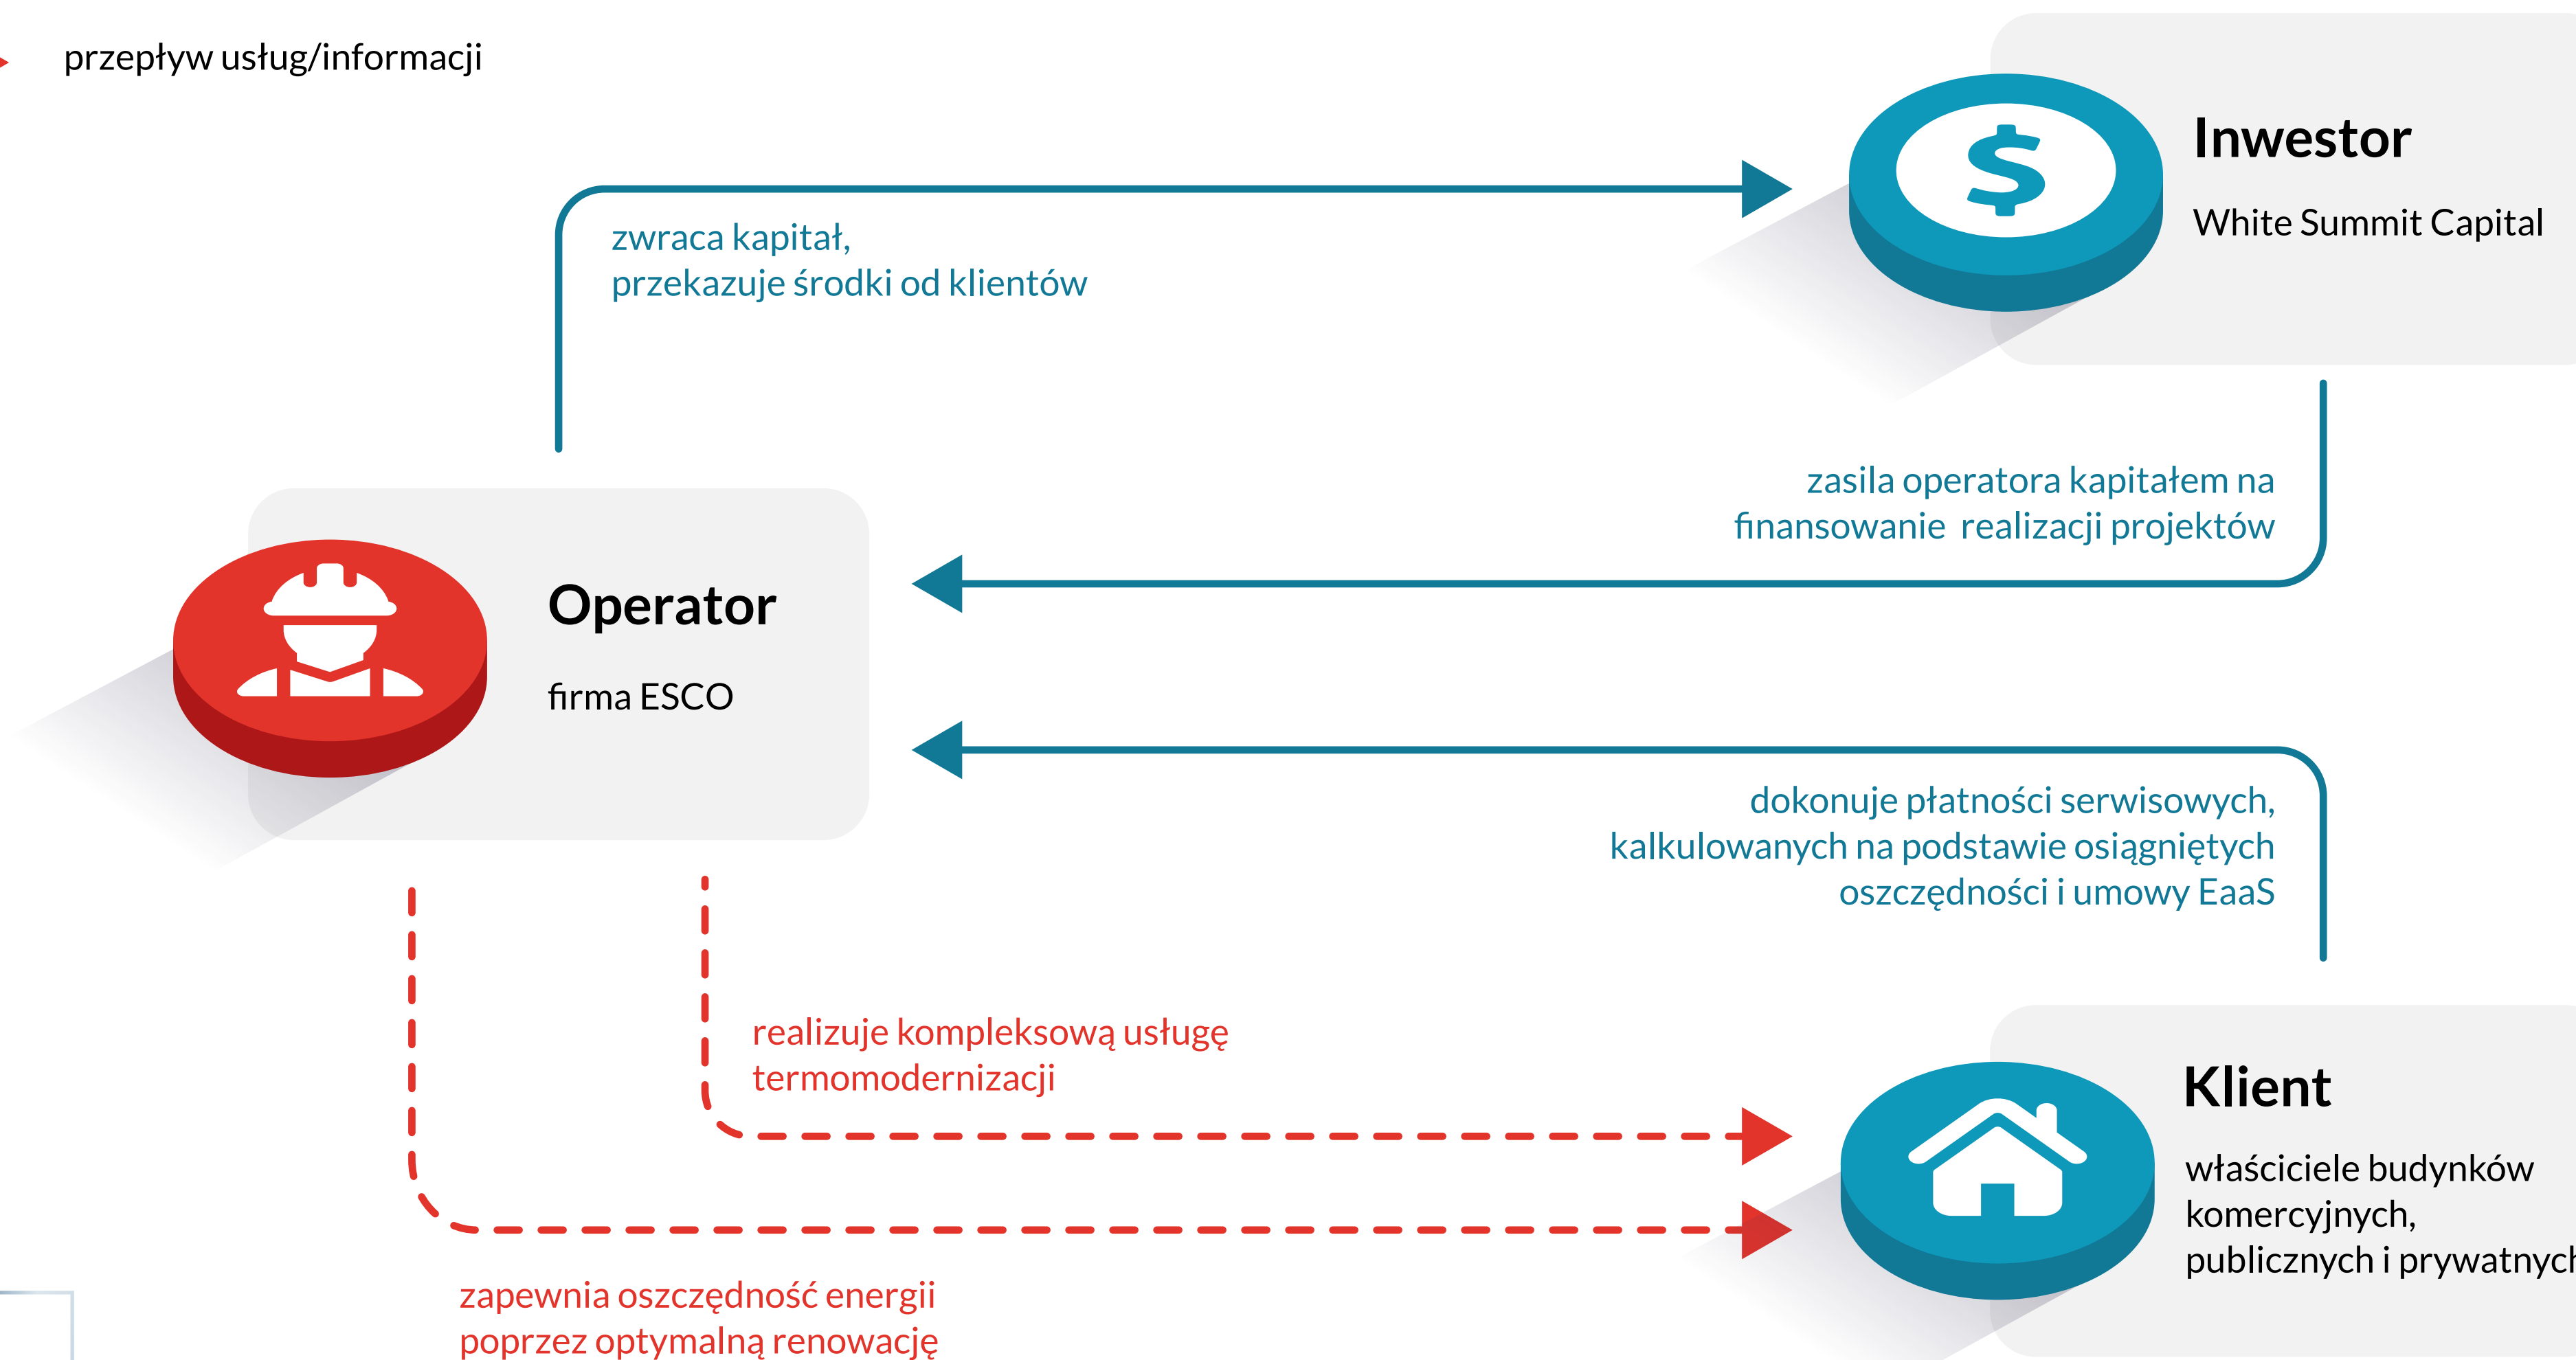 przepływ usług/informacji
Inwestor
White Summit Capital
zwraca kapitał,
przekazuje środki od klientów
zasila operatora kapitałem na
finansowanie realizacji projektów
Operator
firma ESCO
dokonuje płatności serwisowych,
kalkulowanych na podstawie osiągniętych
oszczędności i umowy EaaS
realizuje kompleksową usługę
termomodernizacji
Klient
właściciele budynków
komercyjnych,
publicznych i prywatnych
zapewnia oszczędność energii
poprzez optymalną renowację